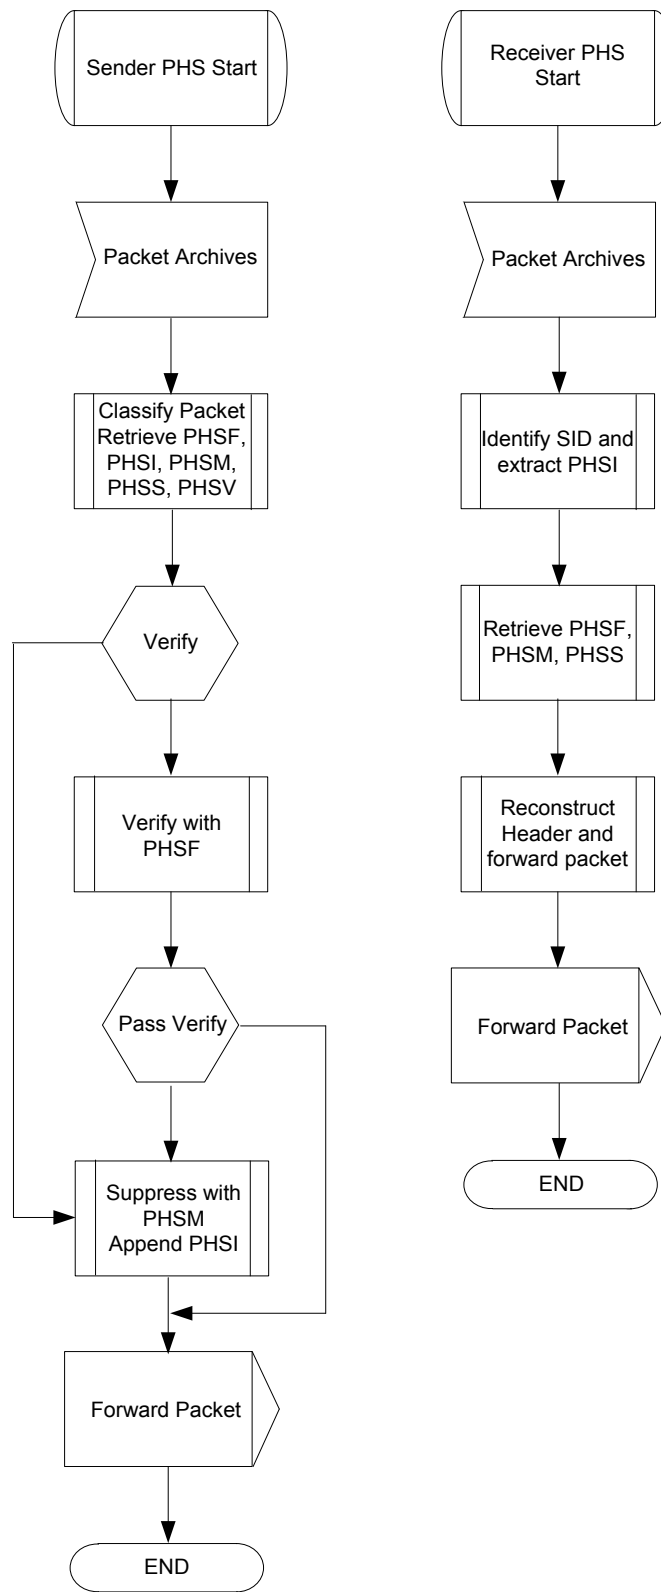 Sender PHS Start
Packet Archives
Classify Packet
Retrieve PHSF,
PHSI, PHSM,
PHSS, PHSV
Verify
Verify with
PHSF
Pass Verify
Suppress with
PHSM
Append PHSI
Forward Packet
END
Receiver PHS
Start
Packet Archives
Identify SID and
extract PHSI
Retrieve PHSF,
PHSM, PHSS
Reconstruct
Header and
forward packet
Forward Packet
END